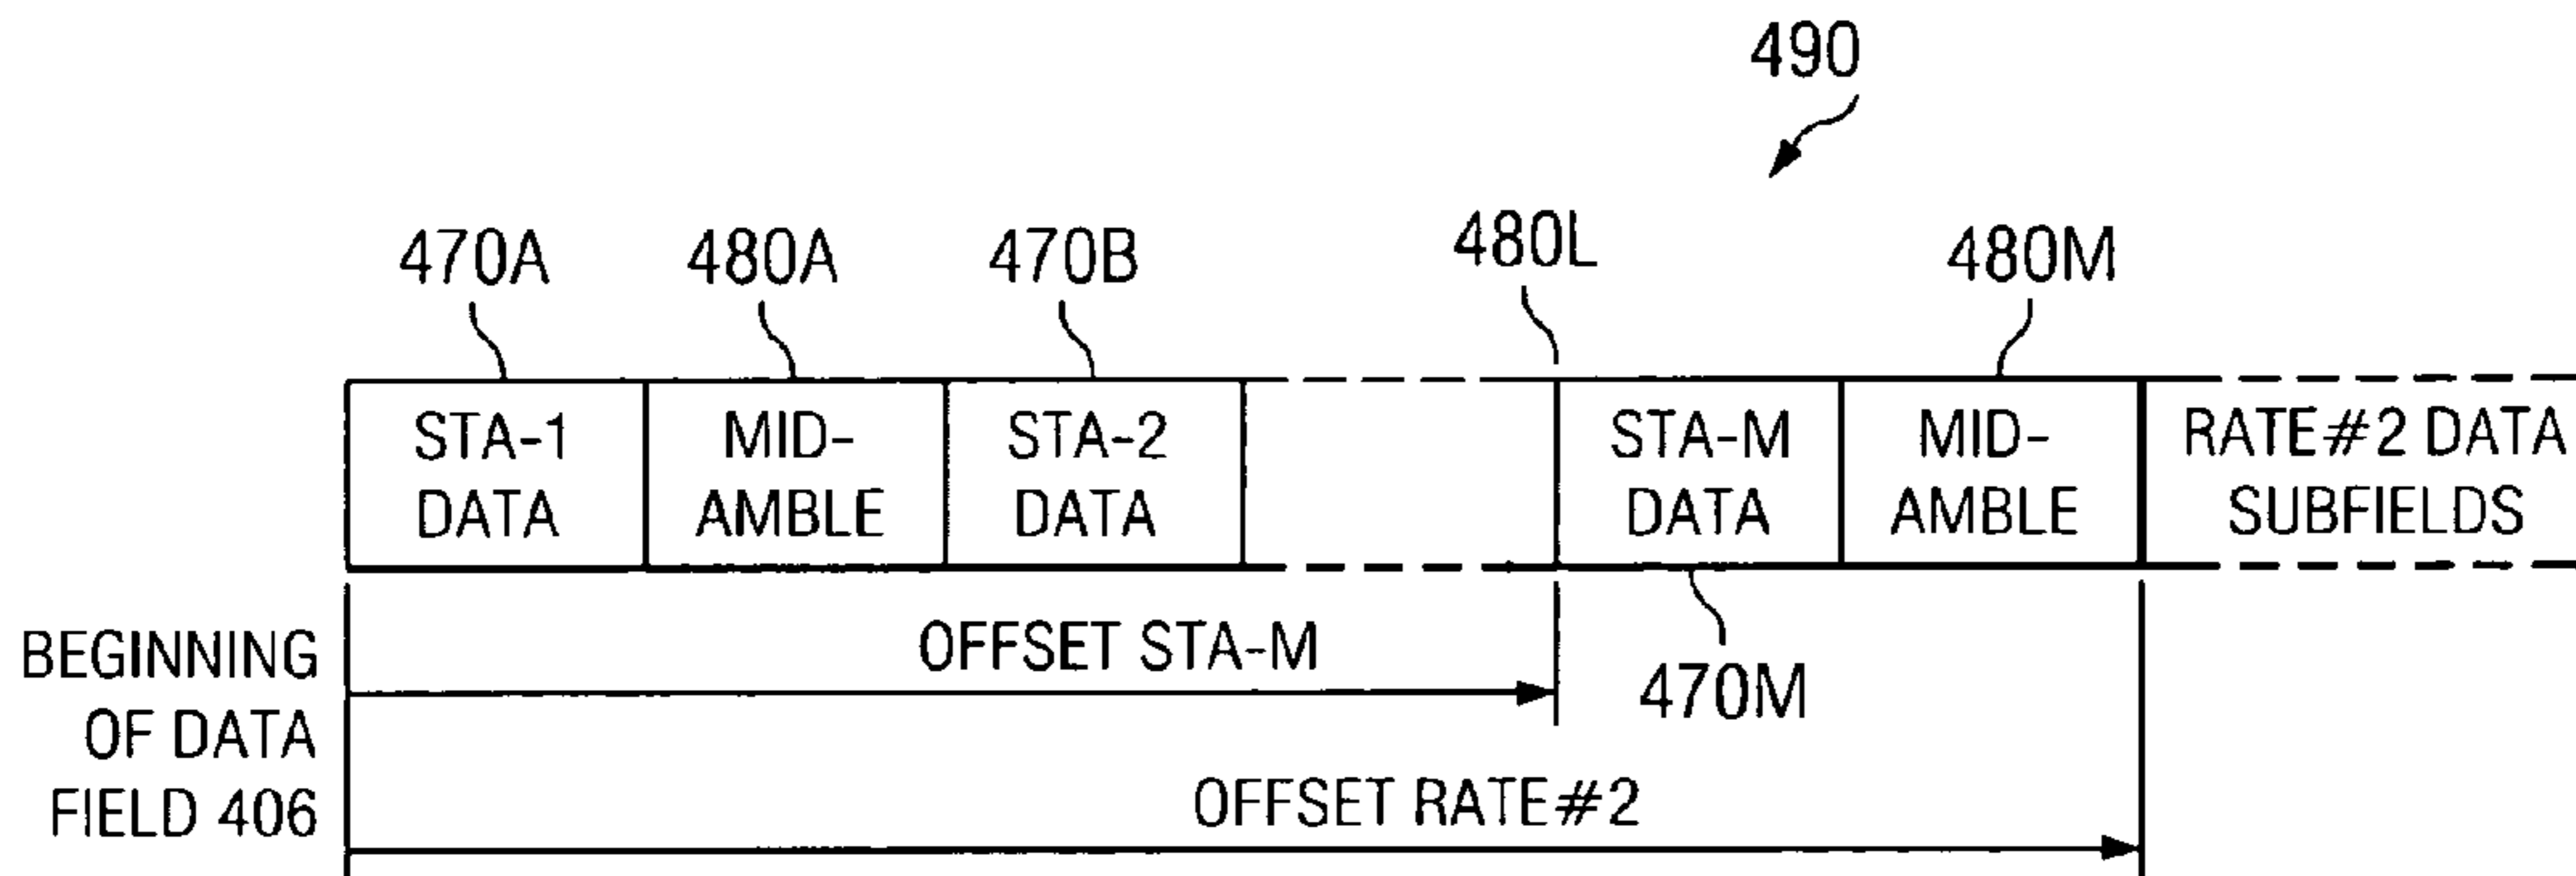 490
470A
480A
470B
480L
480M
STA-1
DATA
MID-
AMBLE
STA-2
DATA
STA-M
DATA
MID-
AMBLE
RATE#2 DATA
SUBFIELDS
OFFSET STA-M
470M
BEGINNING
OF DATA
FIELD 406
OFFSET RATE#2